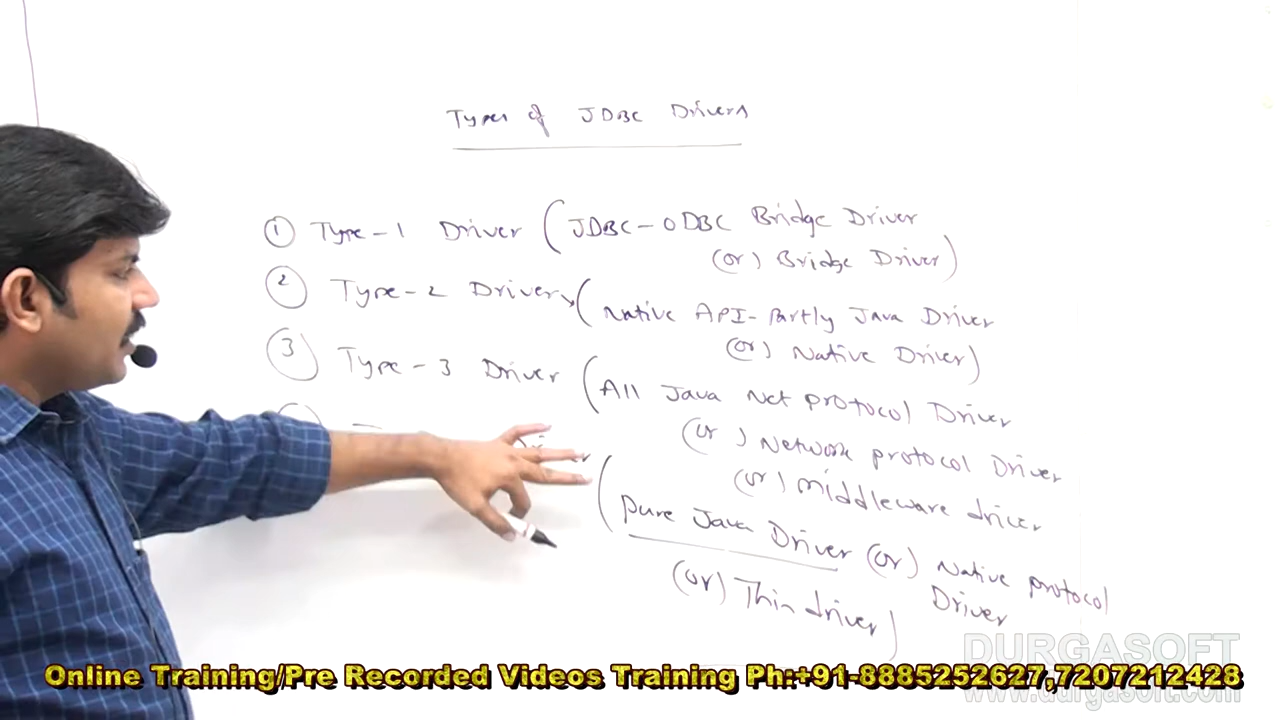 Types of JDBC Drivers
① Type-1 Driver (JDBC-ODBC Bridge Driver
(or) Bridge Driver)
② Type-2 Driver (Native API-Partly Java Driver
(or) Native Driver)
③ Type-3 Driver (All Java Net protocol Driver
(or) Network protocol Driver
(or) Middleware driver
(pure Java Driver (or) Native protocol
Driver
(or) Thin driver)
DURGASOFT
www.durgasoft.com
Online Training/Pre Recorded Videos Training Ph:+91-8885252627,7207212428